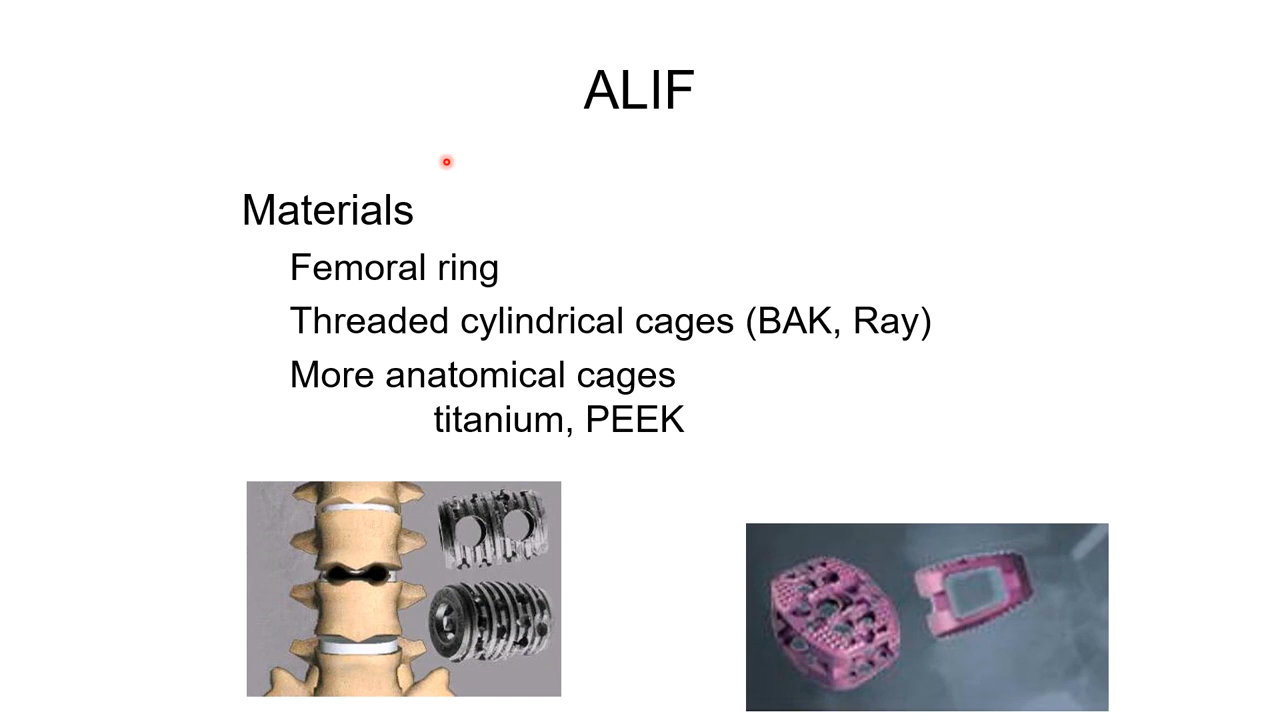 ALIF
Materials
Femoral ring
Threaded cylindrical cages (BAK, Ray)
More anatomical cages
titanium, PEEK